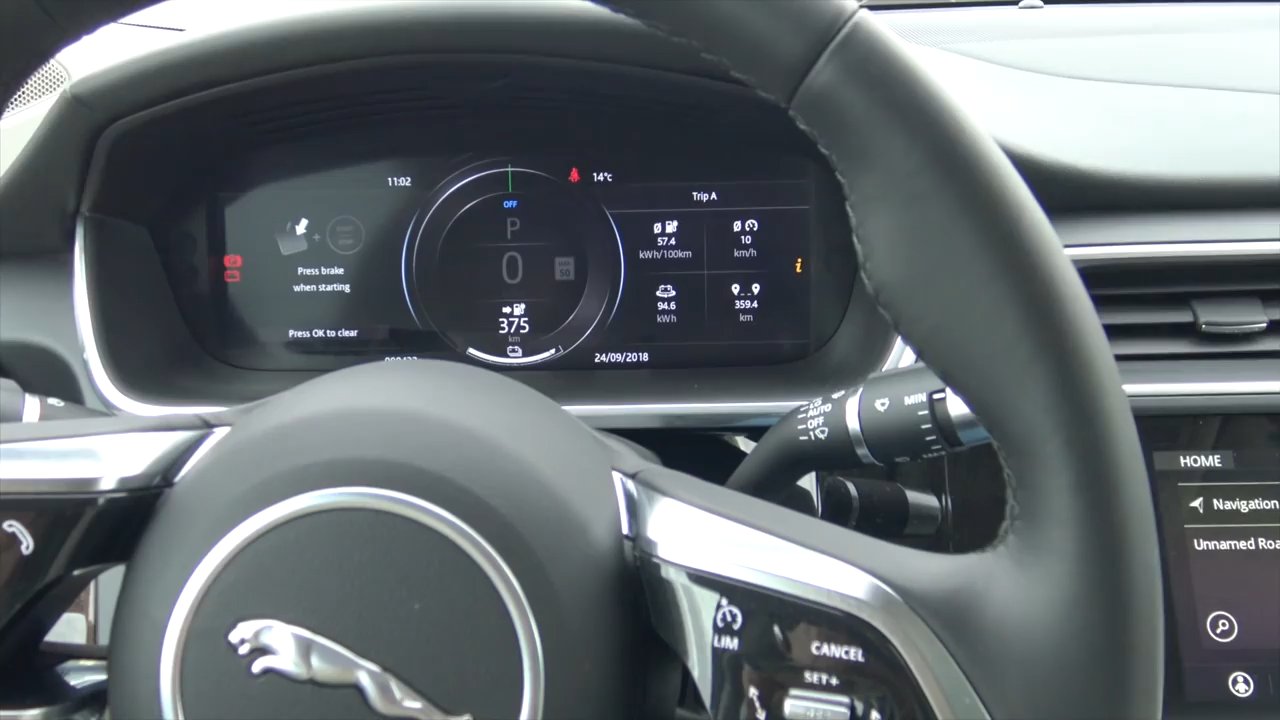 11:02
14°c
Trip A
OFF
P
0
50
57.4
kWh/100km
10
km/h
Press brake
when starting
94.6
kWh
359.4
km
Press OK to clear
375
km
24/09/2018
AUTO
OFF
MIN
HOME
Navigation
LIM
CANCEL
SET+